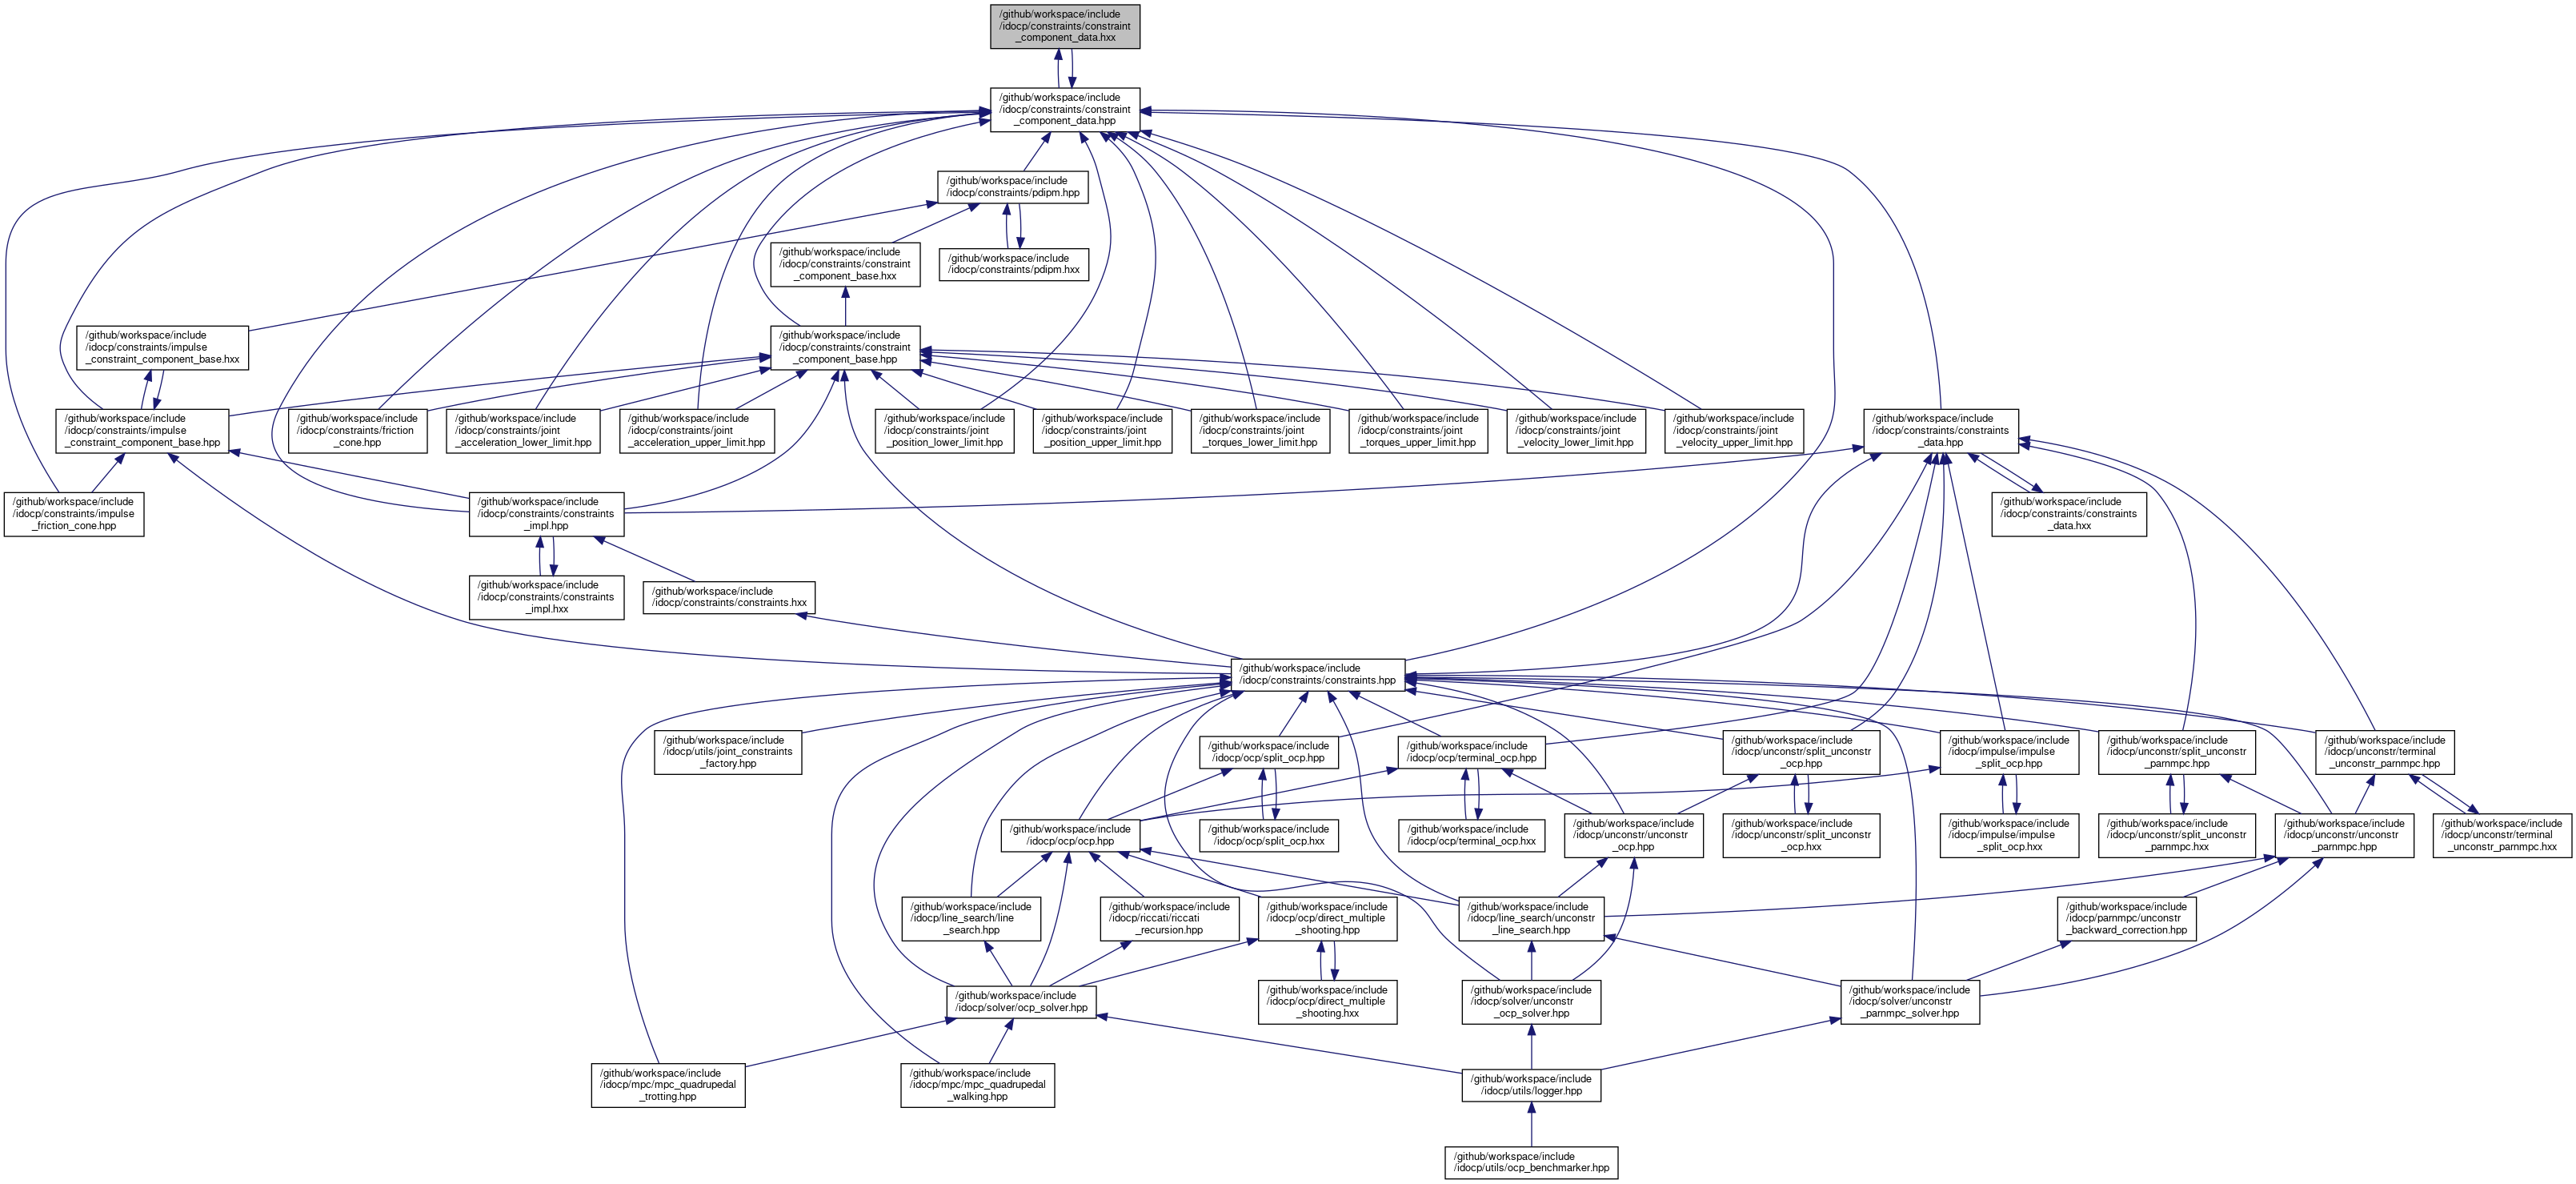 /github/workspace/include
/idocp/constraints/constraint
_component_data.hxx
/github/workspace/include
/idocp/constraints/constraint
_component_data.hpp
/github/workspace/include
/idocp/constraints/pdipm.hpp
/github/workspace/include
/idocp/constraints/constraint
_component_base.hxx
/github/workspace/include
/idocp/constraints/pdipm.hxx
/github/workspace/include
/idocp/constraints/impulse
_constraint_component_base.hxx
/github/workspace/include
/idocp/constraints/constraint
_component_base.hpp
/github/workspace/include
/idocp/constraints/impulse
_constraint_component_base.hpp
/github/workspace/include
/idocp/constraints/friction
_cone.hpp
/github/workspace/include
/idocp/constraints/joint
_acceleration_lower_limit.hpp
/github/workspace/include
/idocp/constraints/joint
_acceleration_upper_limit.hpp
/github/workspace/include
/idocp/constraints/joint
_position_lower_limit.hpp
/github/workspace/include
/idocp/constraints/joint
_position_upper_limit.hpp
/github/workspace/include
/idocp/constraints/joint
_torques_lower_limit.hpp
/github/workspace/include
/idocp/constraints/joint
_torques_upper_limit.hpp
/github/workspace/include
/idocp/constraints/joint
_velocity_lower_limit.hpp
/github/workspace/include
/idocp/constraints/joint
_velocity_upper_limit.hpp
/github/workspace/include
/idocp/constraints/constraints
_data.hpp
/github/workspace/include
/idocp/constraints/impulse
_friction_cone.hpp
/github/workspace/include
/idocp/constraints/constraints
_impl.hpp
/github/workspace/include
/idocp/constraints/constraints
_data.hxx
/github/workspace/include
/idocp/constraints/constraints
_impl.hxx
/github/workspace/include
/idocp/constraints/constraints.hxx
/github/workspace/include
/idocp/constraints/constraints.hpp
/github/workspace/include
/idocp/utils/joint_constraints
_factory.hpp
/github/workspace/include
/idocp/ocp/split_ocp.hpp
/github/workspace/include
/idocp/ocp/terminal_ocp.hpp
/github/workspace/include
/idocp/unconstr/split_unconstr
_ocp.hpp
/github/workspace/include
/idocp/impulse/impulse
_split_ocp.hpp
/github/workspace/include
/idocp/unconstr/split_unconstr
_parnmpc.hpp
/github/workspace/include
/idocp/unconstr/terminal
_unconstr_parnmpc.hpp
/github/workspace/include
/idocp/ocp/ocp.hpp
/github/workspace/include
/idocp/ocp/split_ocp.hxx
/github/workspace/include
/idocp/ocp/terminal_ocp.hxx
/github/workspace/include
/idocp/unconstr/unconstr
_ocp.hpp
/github/workspace/include
/idocp/unconstr/split_unconstr
_ocp.hxx
/github/workspace/include
/idocp/impulse/impulse
_split_ocp.hxx
/github/workspace/include
/idocp/unconstr/split_unconstr
_parnmpc.hxx
/github/workspace/include
/idocp/unconstr/unconstr
_parnmpc.hpp
/github/workspace/include
/idocp/unconstr/terminal
_unconstr_parnmpc.hxx
/github/workspace/include
/idocp/line_search/line
_search.hpp
/github/workspace/include
/idocp/riccati/riccati
_recursion.hpp
/github/workspace/include
/idocp/ocp/direct_multiple
_shooting.hpp
/github/workspace/include
/idocp/line_search/unconstr
_line_search.hpp
/github/workspace/include
/idocp/parnmpc/unconstr
_backward_correction.hpp
/github/workspace/include
/idocp/solver/ocp_solver.hpp
/github/workspace/include
/idocp/ocp/direct_multiple
_shooting.hxx
/github/workspace/include
/idocp/solver/unconstr
_ocp_solver.hpp
/github/workspace/include
/idocp/solver/unconstr
_parnmpc_solver.hpp
/github/workspace/include
/idocp/mpc/mpc_quadrupedal
_trotting.hpp
/github/workspace/include
/idocp/mpc/mpc_quadrupedal
_walking.hpp
/github/workspace/include
/idocp/utils/logger.hpp
/github/workspace/include
/idocp/utils/ocp_benchmarker.hpp